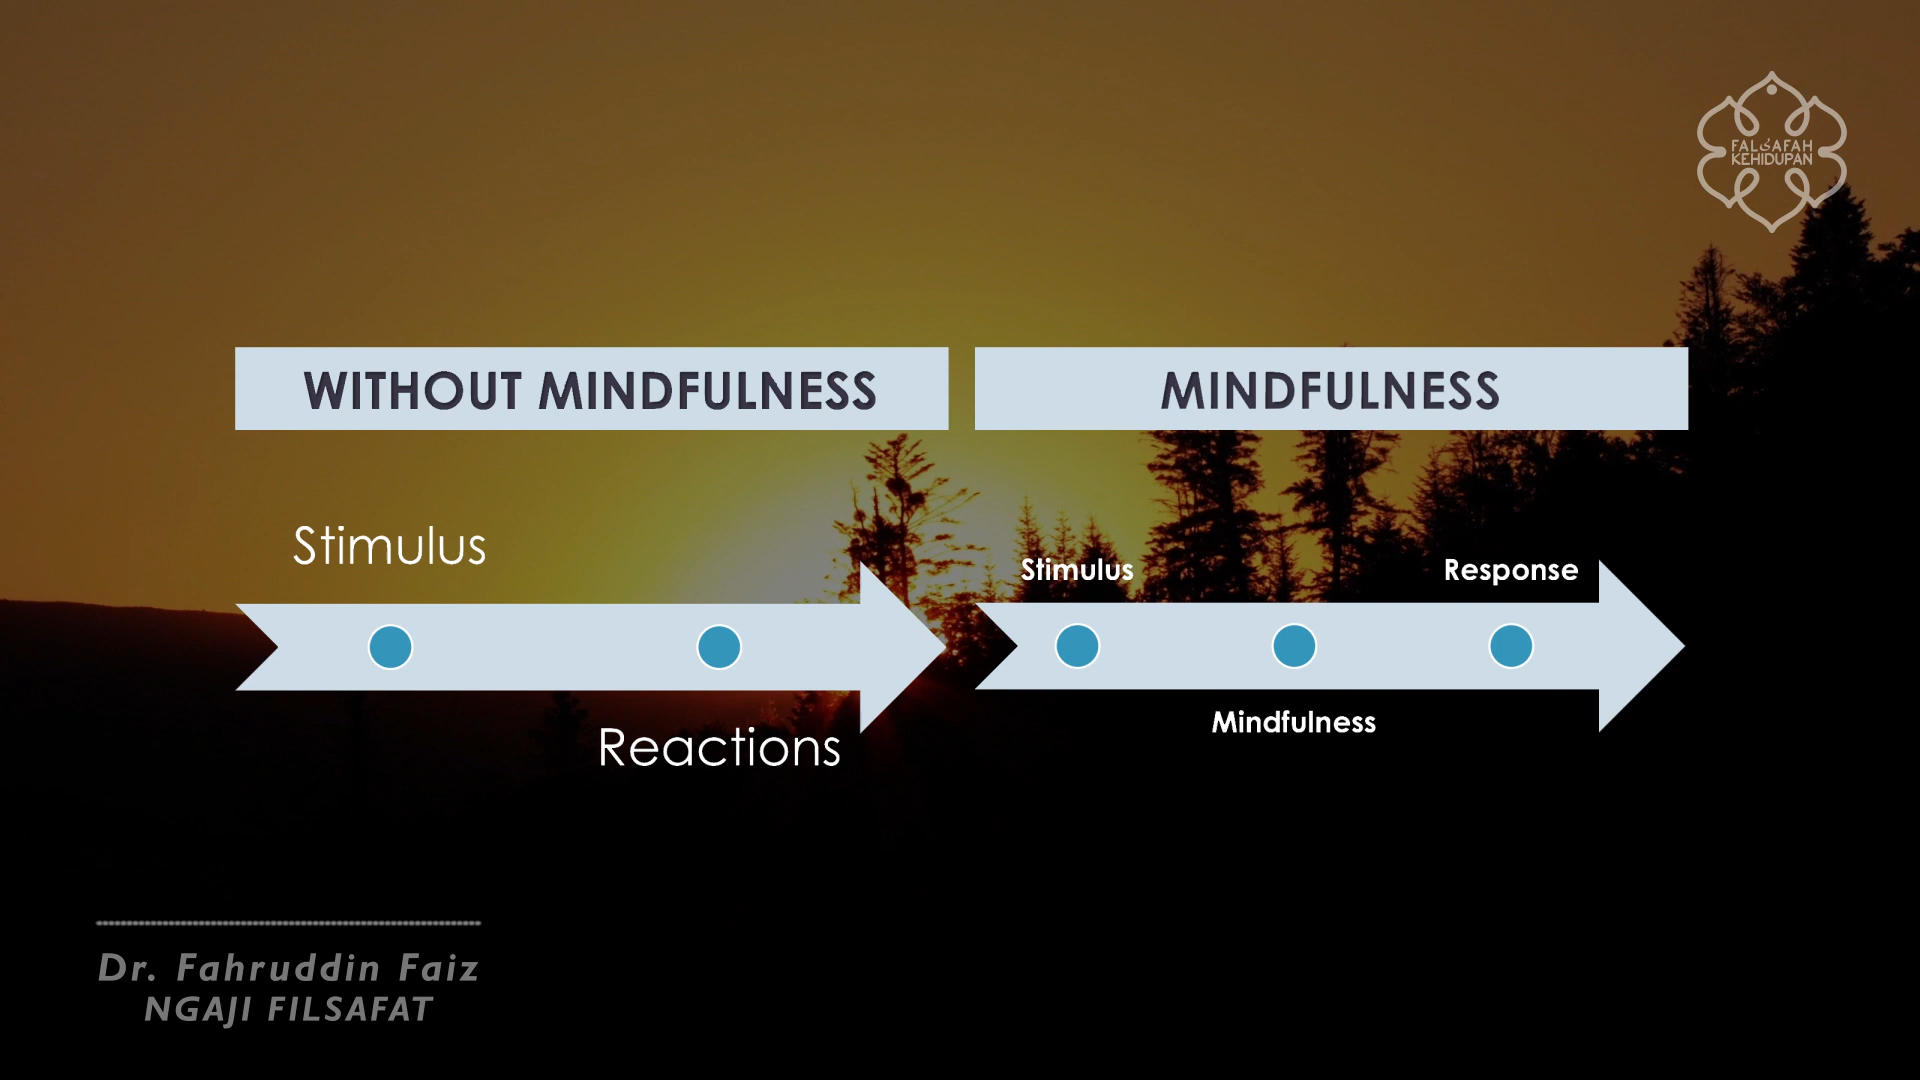 FALSAFAH
KEHIDUPAN
WITHOUT MINDFULNESS
MINDFULNESS
Stimulus
Reactions
Stimulus
Response
Mindfulness
Dr. Fahruddin Faiz
NGAJI FILSAFAT